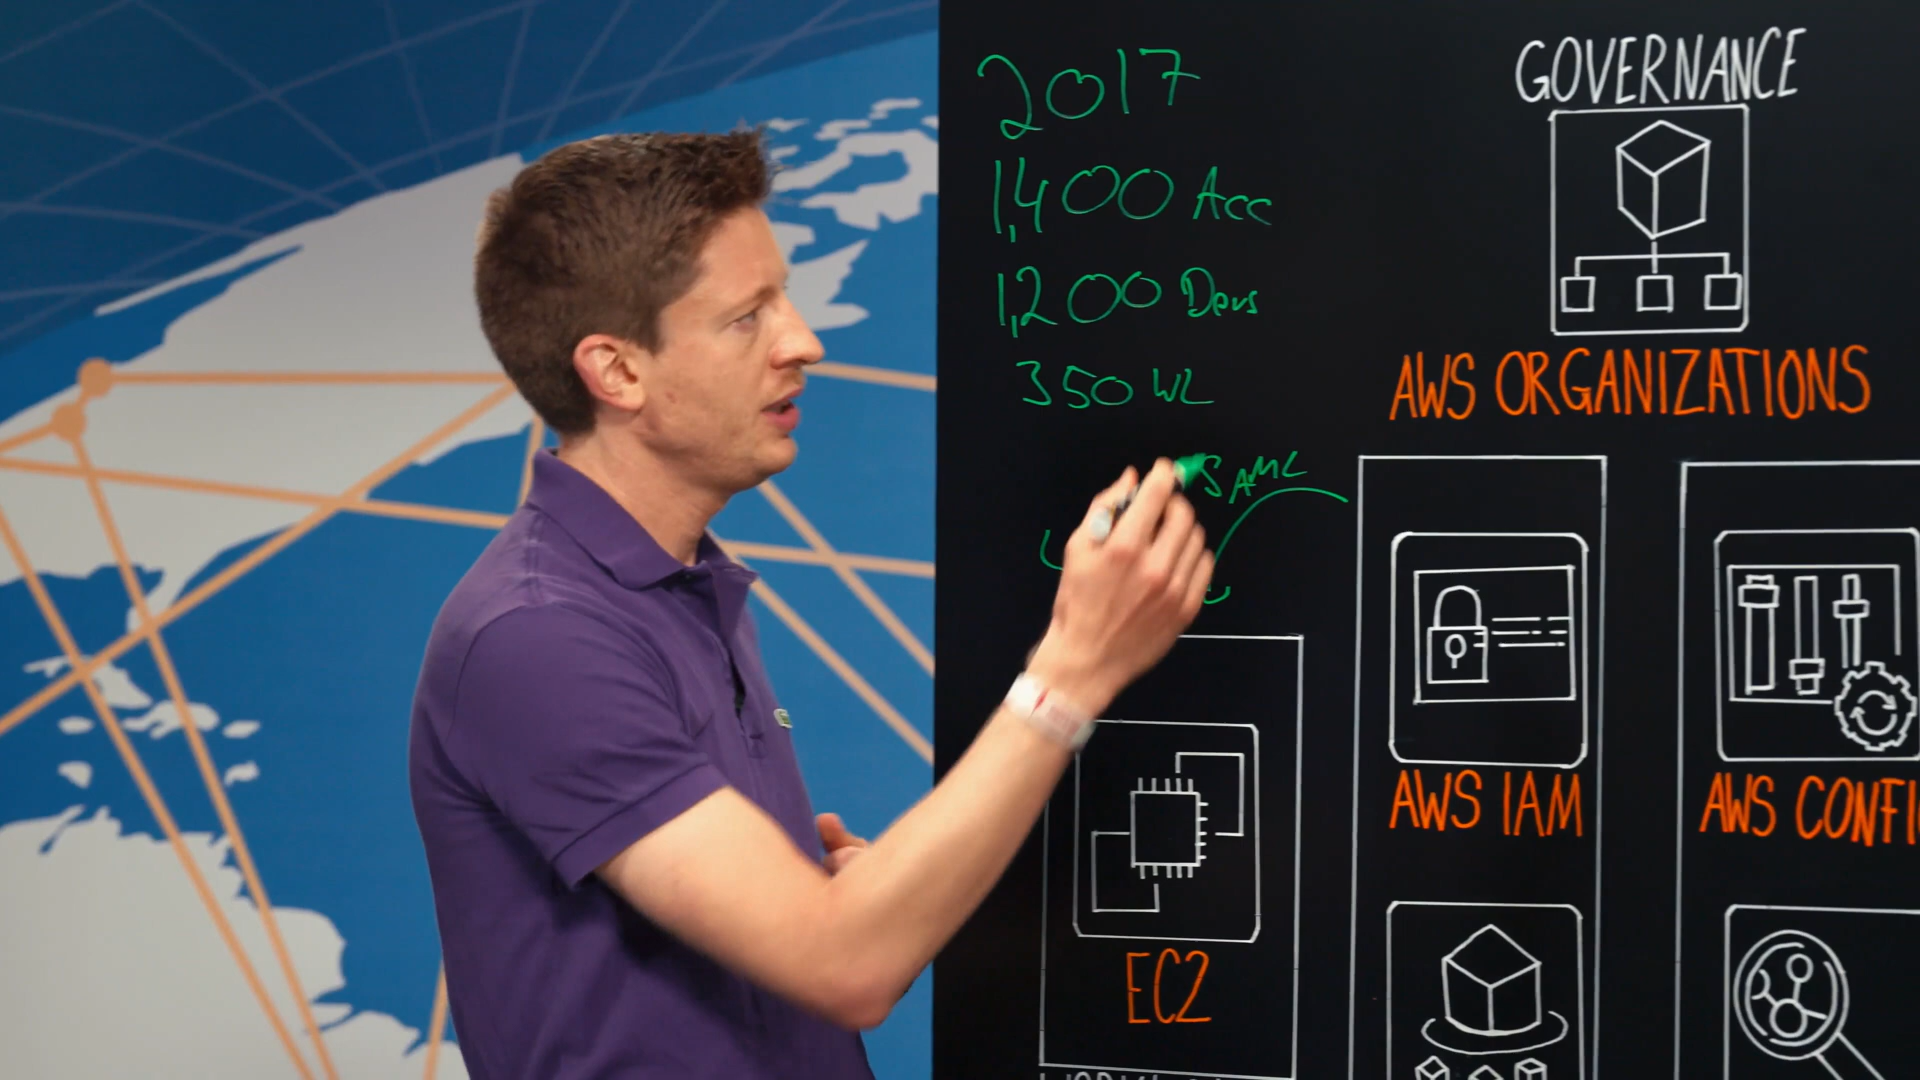 2017
1,400 Acc
1,200 Devs
350 WL
SAML
GOVERNANCE
AWS ORGANIZATIONS
AWS IAM
AWS CONFI
EC2